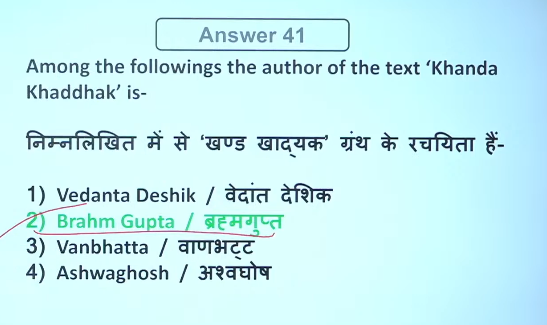 Answer 41
Among the followings the author of the text ‘Khanda
Khaddhak’ is-
निम्नलिखित में से ‘खण्ड खाद्यक’ ग्रंथ के रचयिता हैं-
1) Vedanta Deshik / वेदांत देशिक
2) Brahm Gupta / ब्रह्मगुप्त
3) Vanbhatta / वाणभट्ट
4) Ashwaghosh / अश्वघोष